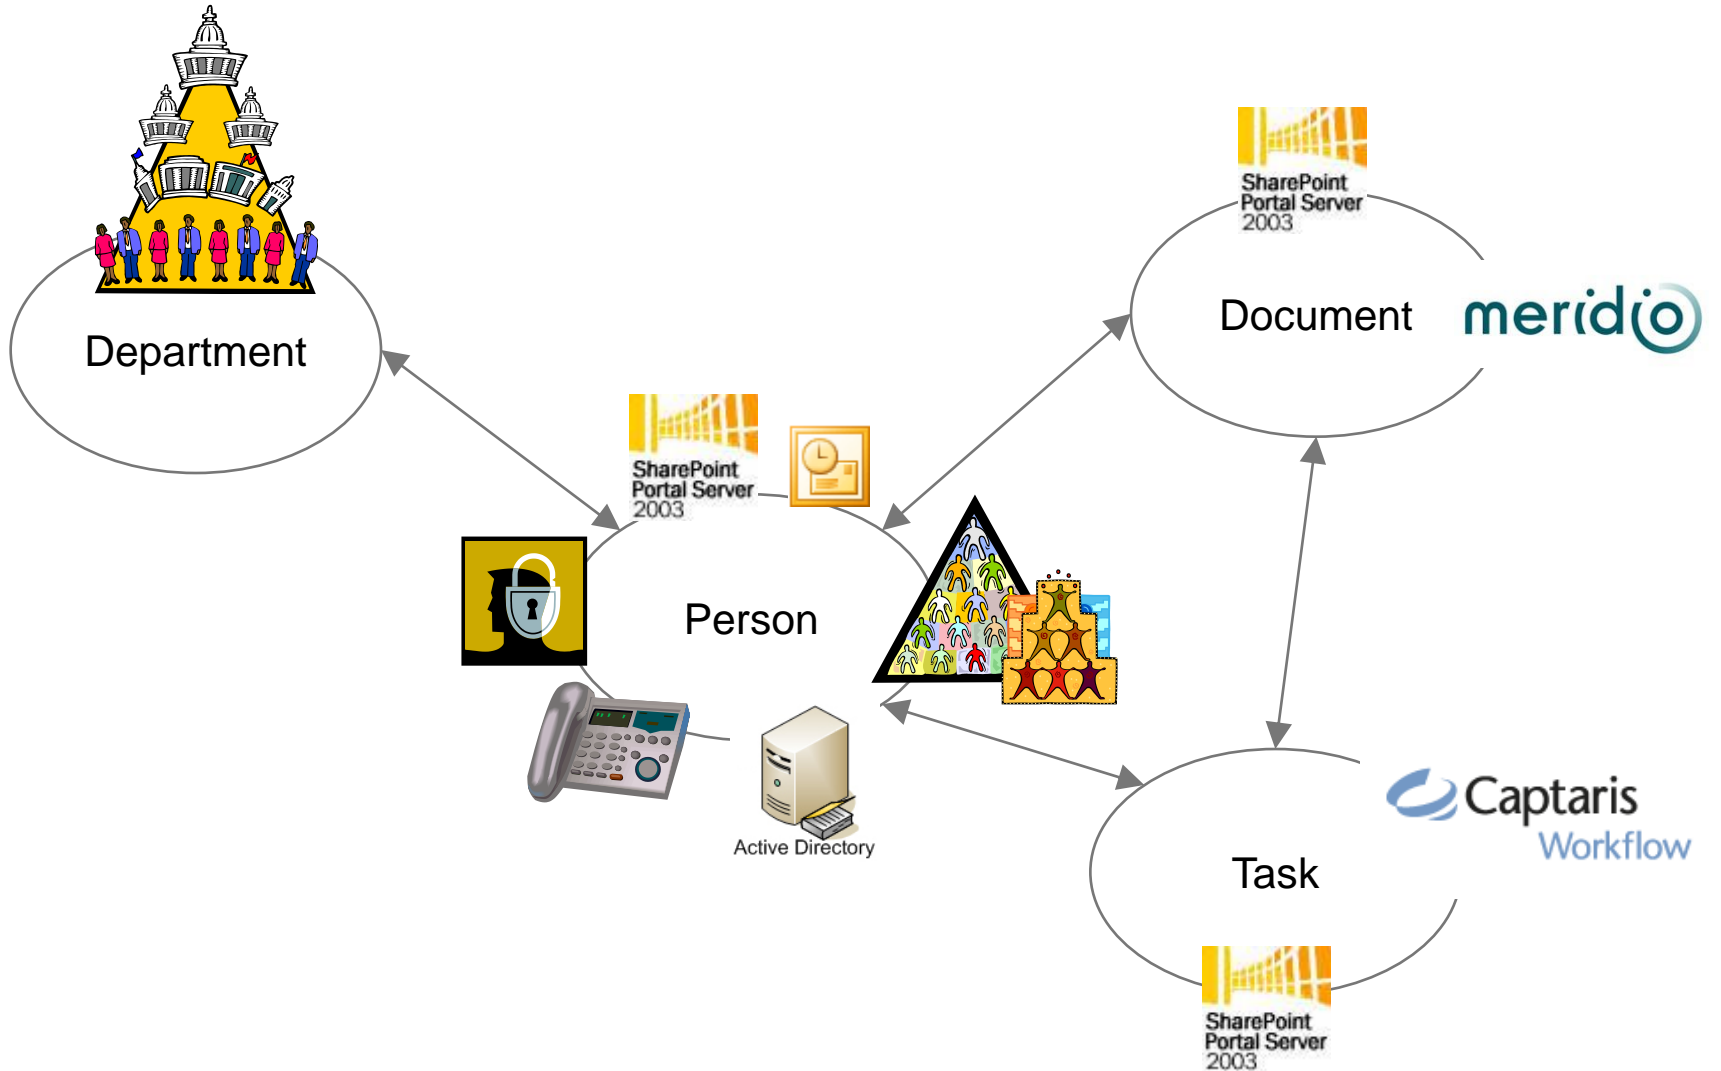 SharePoint
Portal Server
2003
Document
meridio
Department
SharePoint
Portal Server
2003
Person
Active Directory
Captaris
Workflow
Task
SharePoint
Portal Server
2003